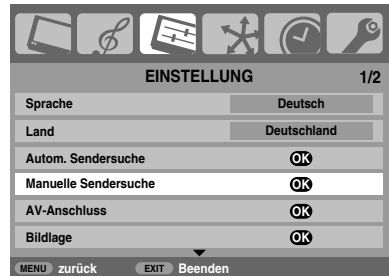 EINSTELLUNG 1/2
Sprache Deutsch
Land Deutschland
Autom. Sendersuche OK
Manuelle Sendersuche OK
AV-Anschluss OK
Bildlage OK
MENU zurück EXIT Beenden